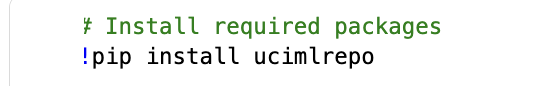 # Install required packages
!pip install ucimlrepo